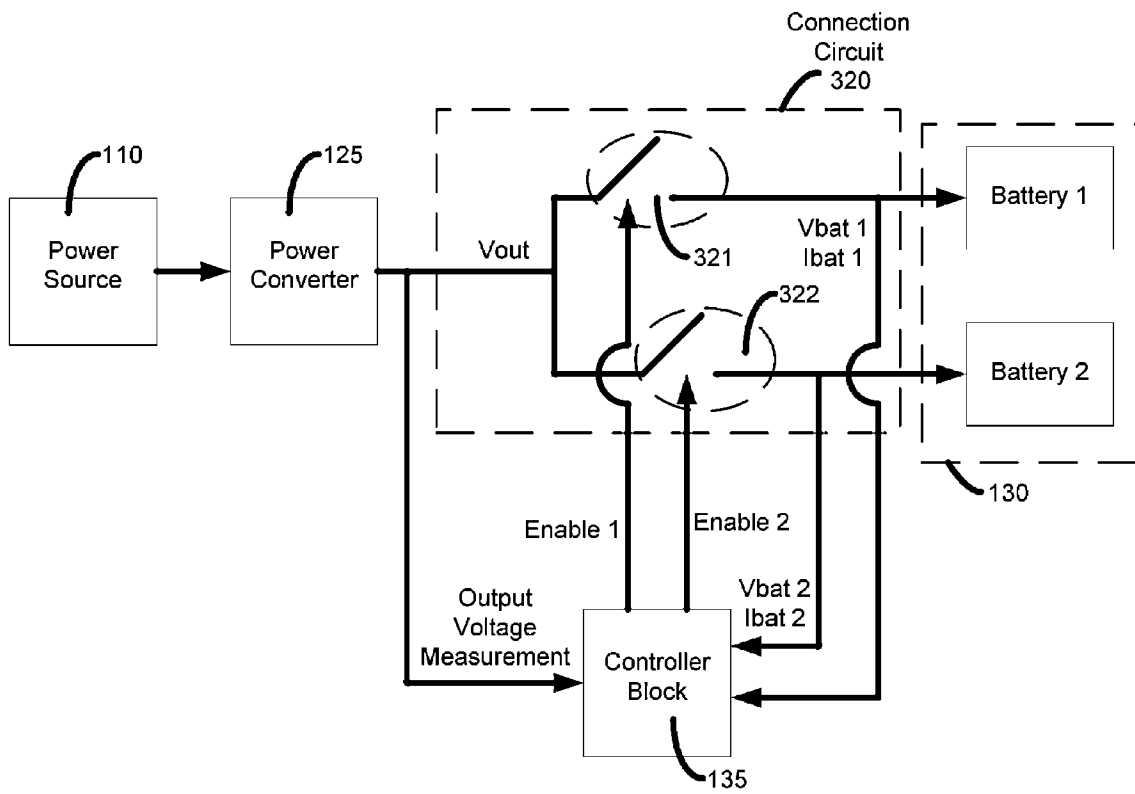 Connection
Circuit
320
110
125
Power
Source
Power
Converter
Vout
321
Vbat 1
Ibat 1
Battery 1
322
Battery 2
130
Enable 1
Enable 2
Output
Voltage
Measurement
Vbat 2
Ibat 2
Controller
Block
135